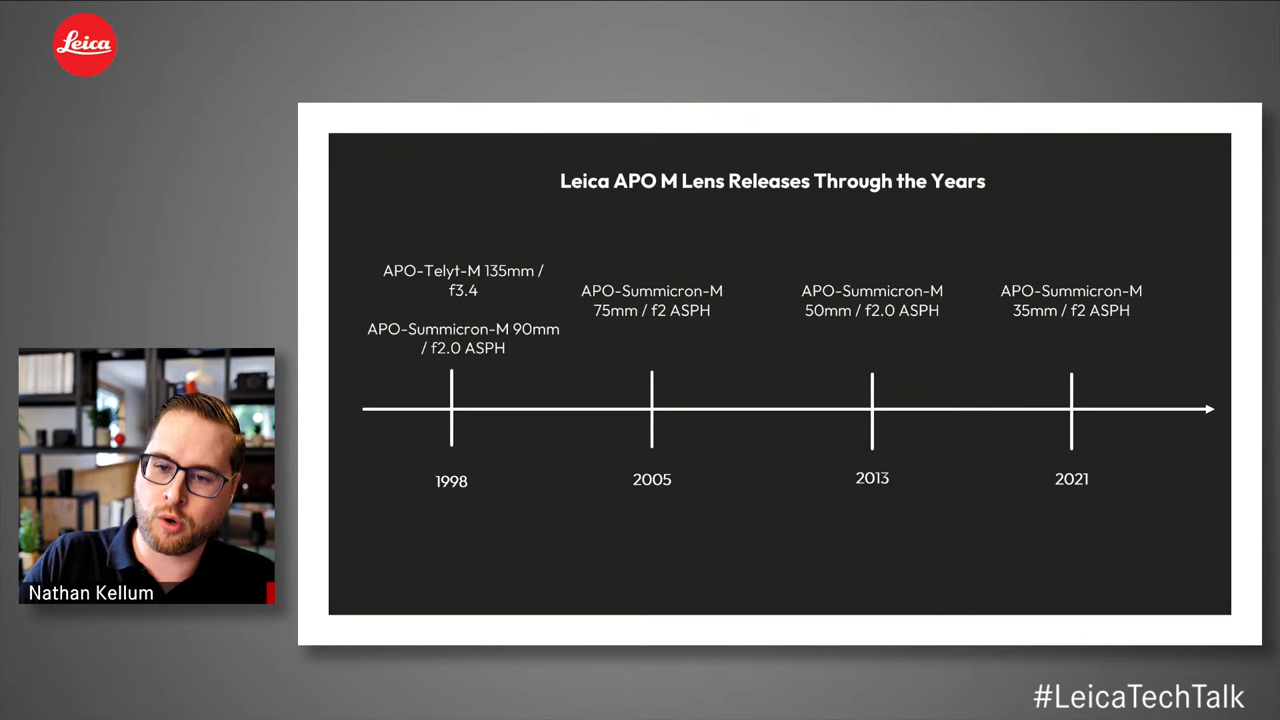 Leica
Leica APO M Lens Releases Through the Years
APO-Telyt-M 135mm /
f3.4
APO-Summicron-M 90mm
/ f2.0 ASPH
APO-Summicron-M
75mm / f2 ASPH
APO-Summicron-M
50mm / f2.0 ASPH
APO-Summicron-M
35mm / f2 ASPH
1998
2005
2013
2021
Nathan Kellum
#LeicaTechTalk